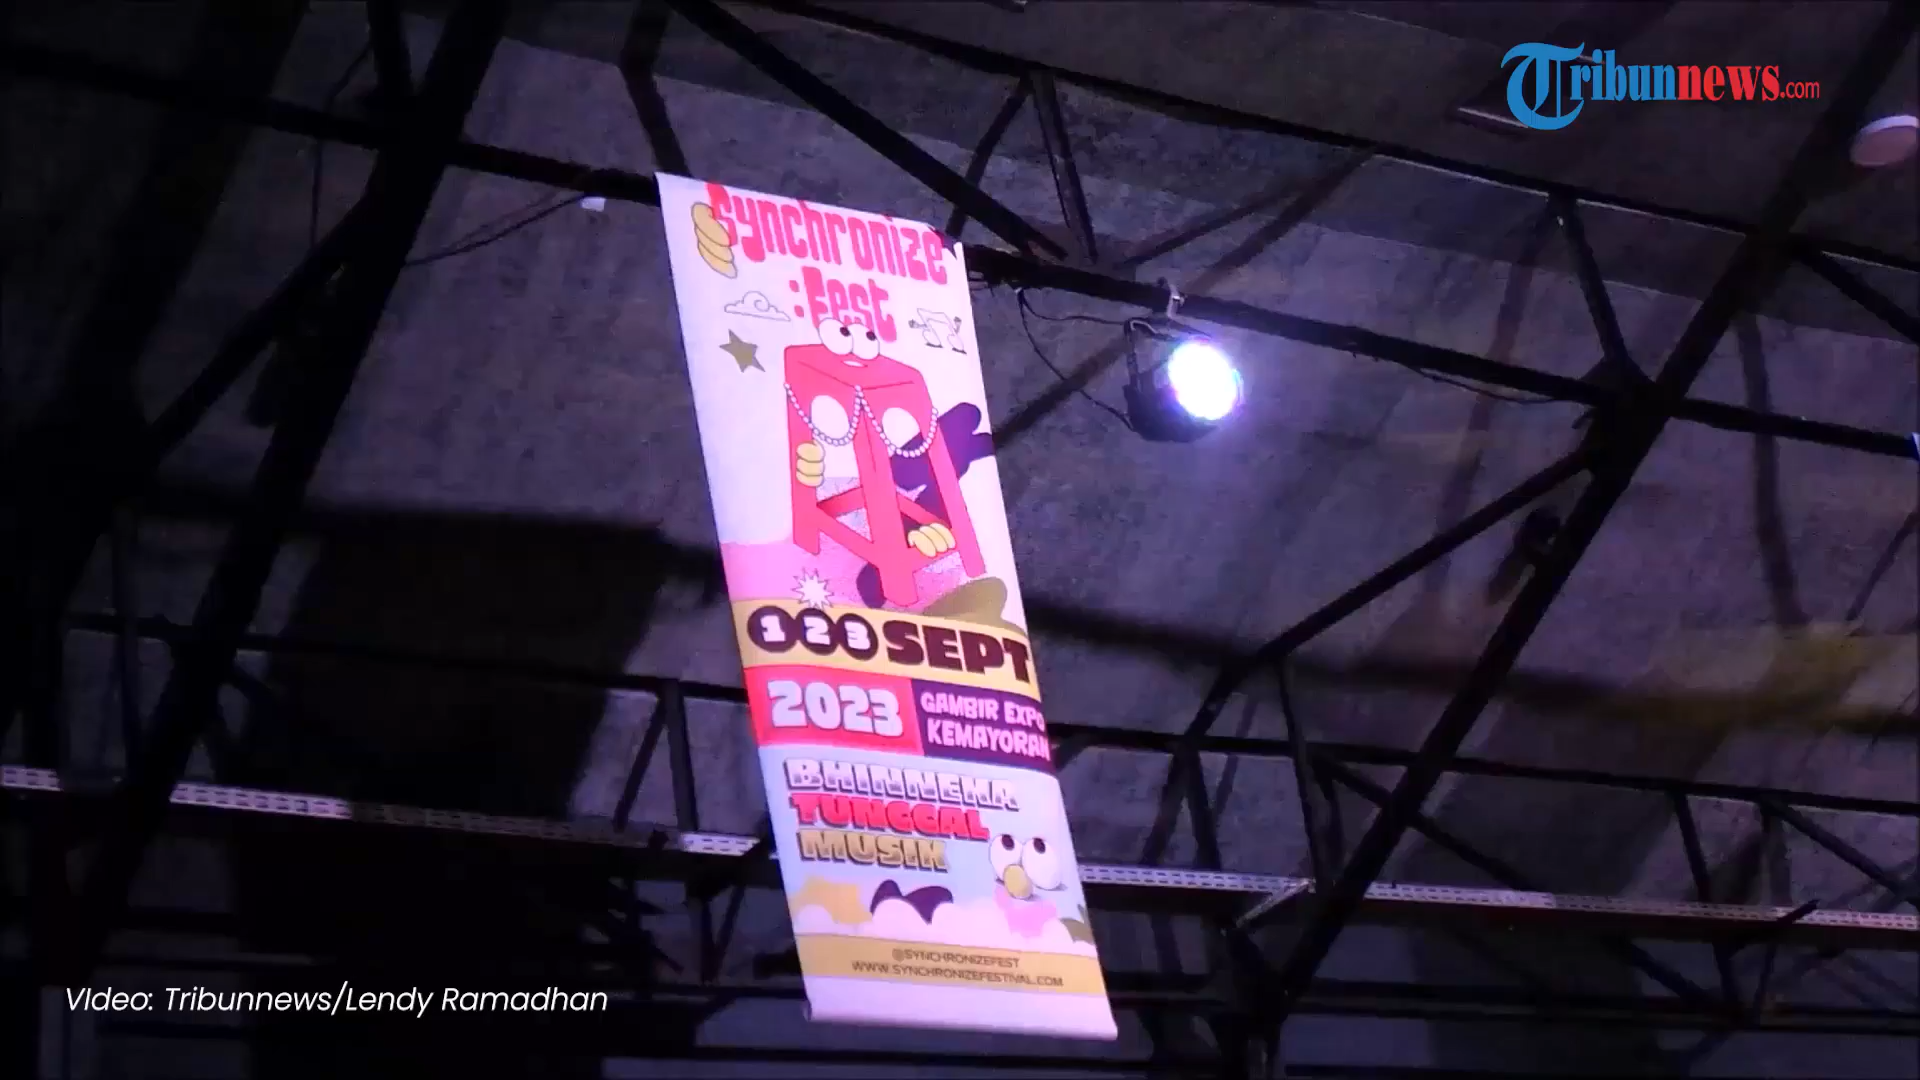 Tribunnews.com
Synchronize
:Fest
1 2 3 SEPT
2023
GAMBIR EXPO
KEMAYORAN
BHINNEKA
TUNGGAL
MUSIK
@SYNCHRONIZEFEST
WWW.SYNCHRONIZEFESTIVAL.COM
VIdeo: Tribunnews/Lendy Ramadhan